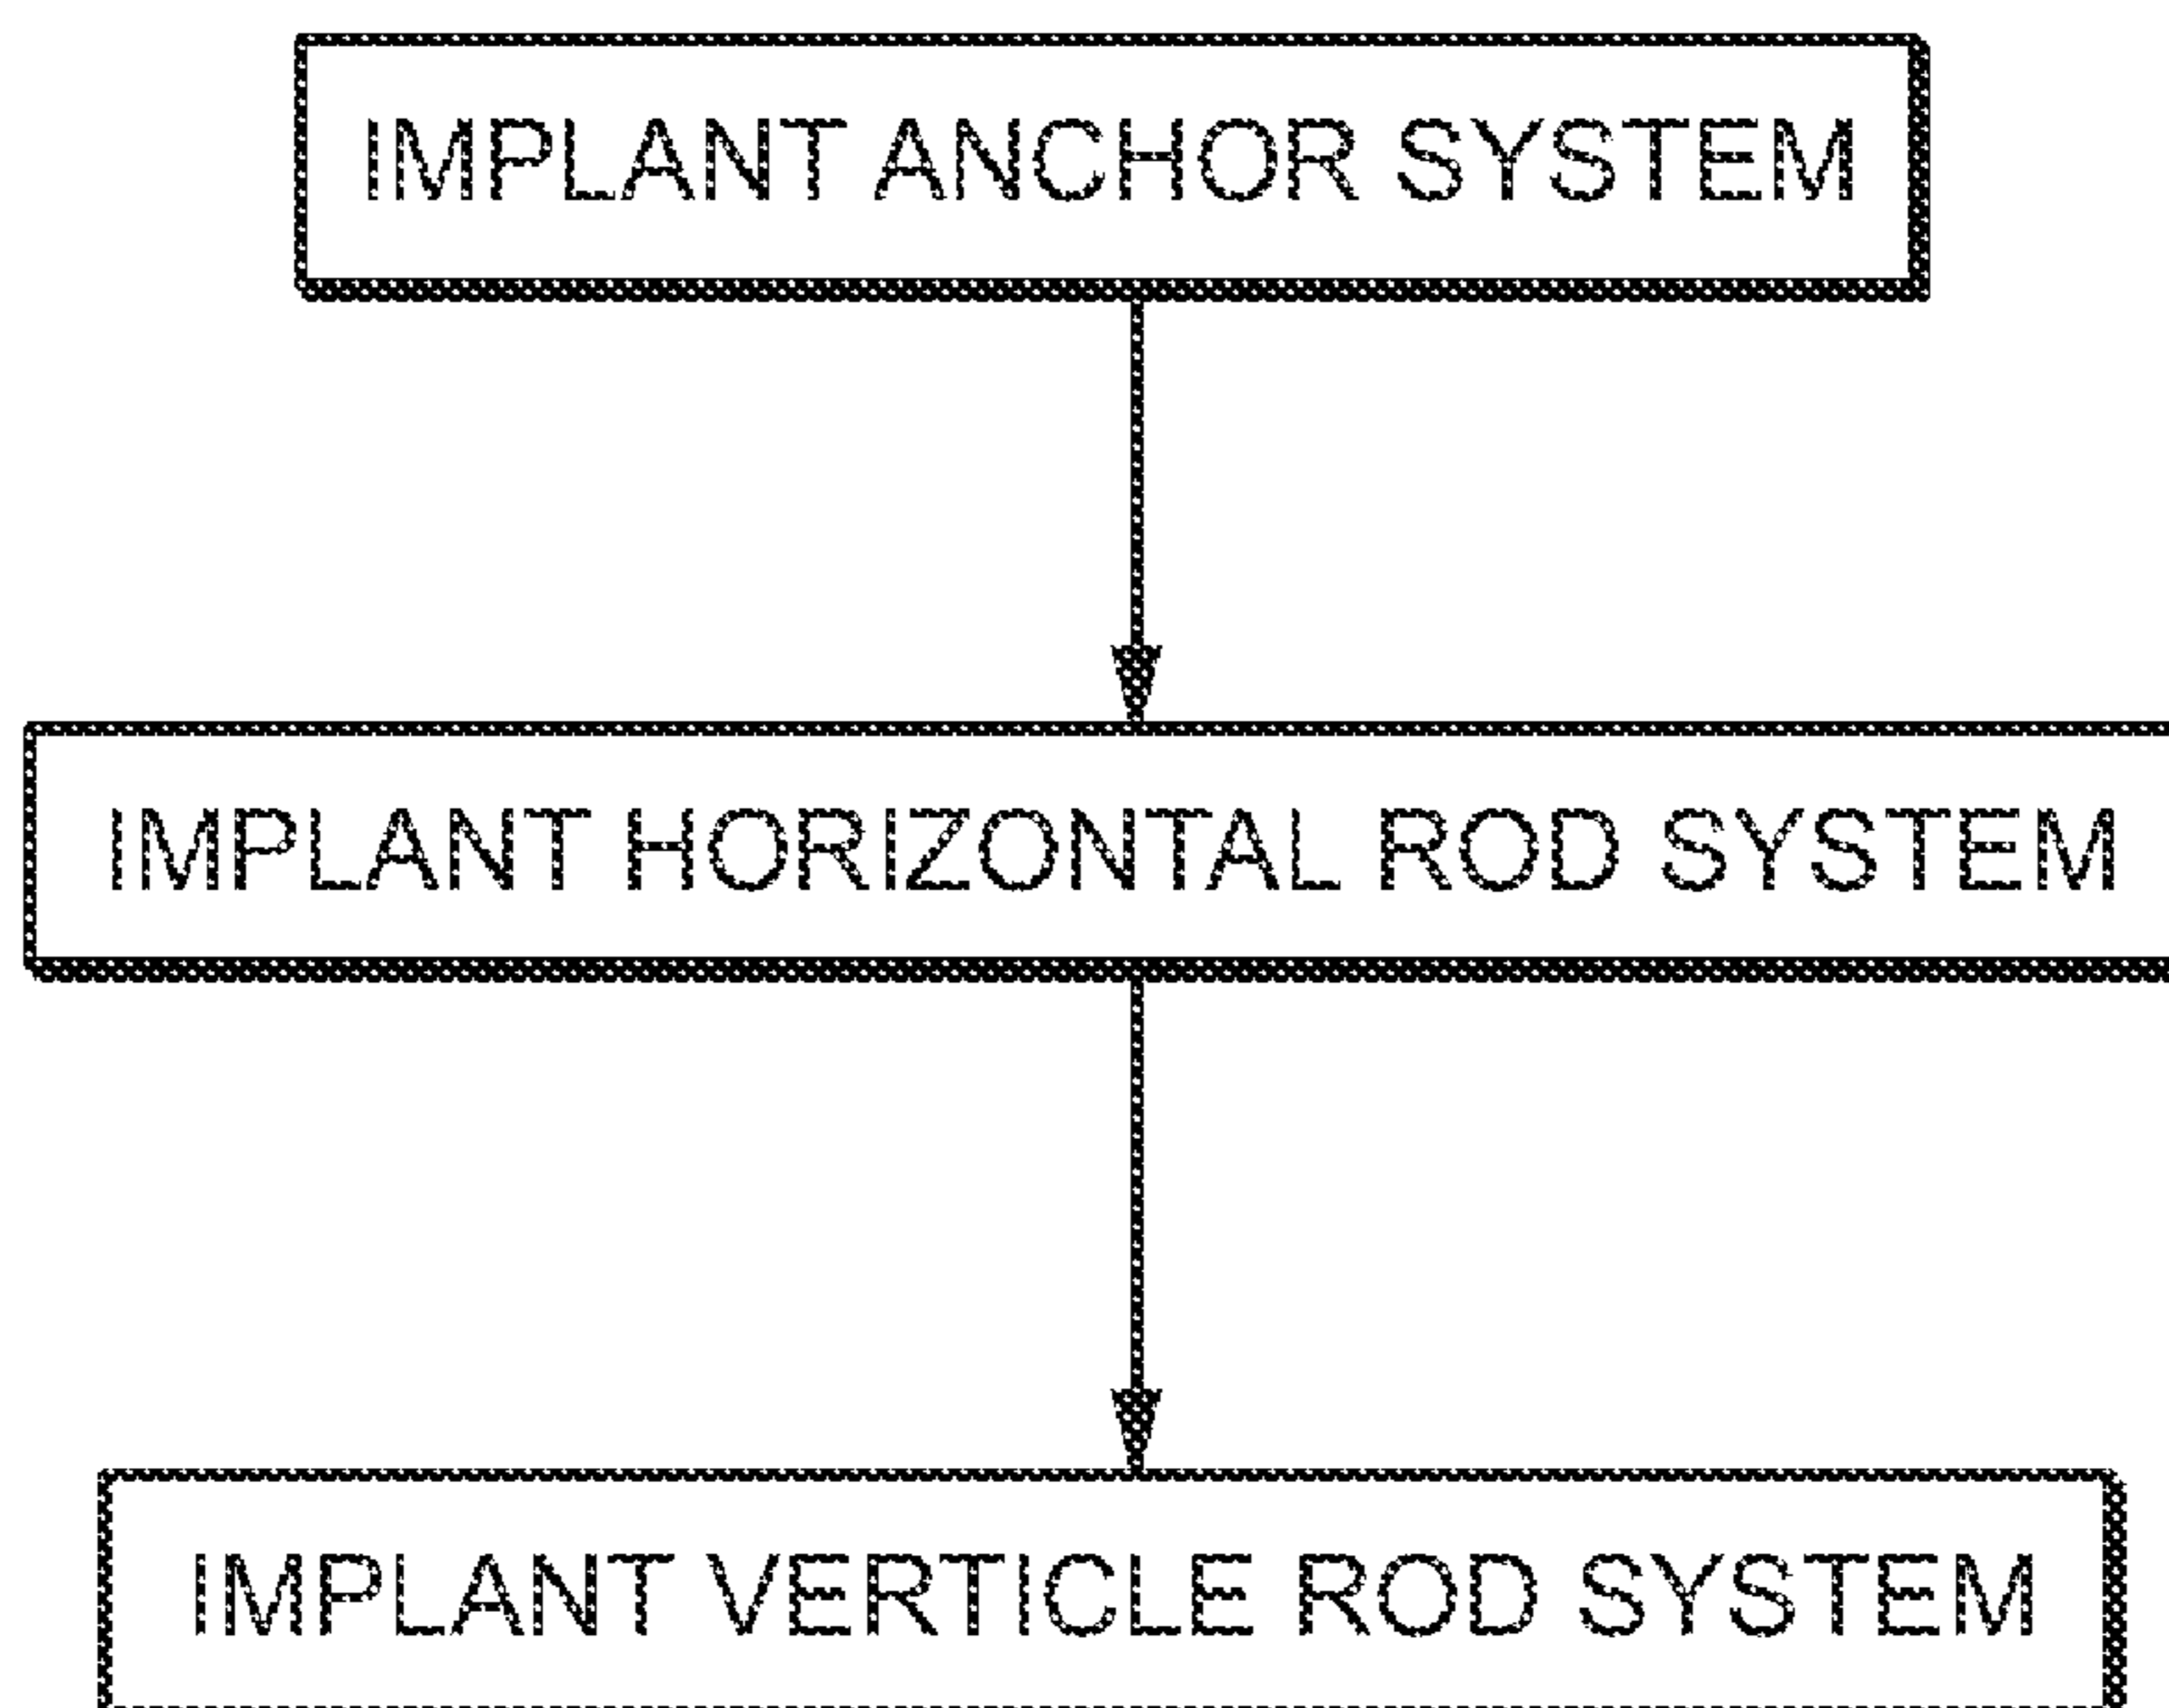 IMPLANT ANCHOR SYSTEM
IMPLANT HORIZONTAL ROD SYSTEM
IMPLANT VERTICLE ROD SYSTEM